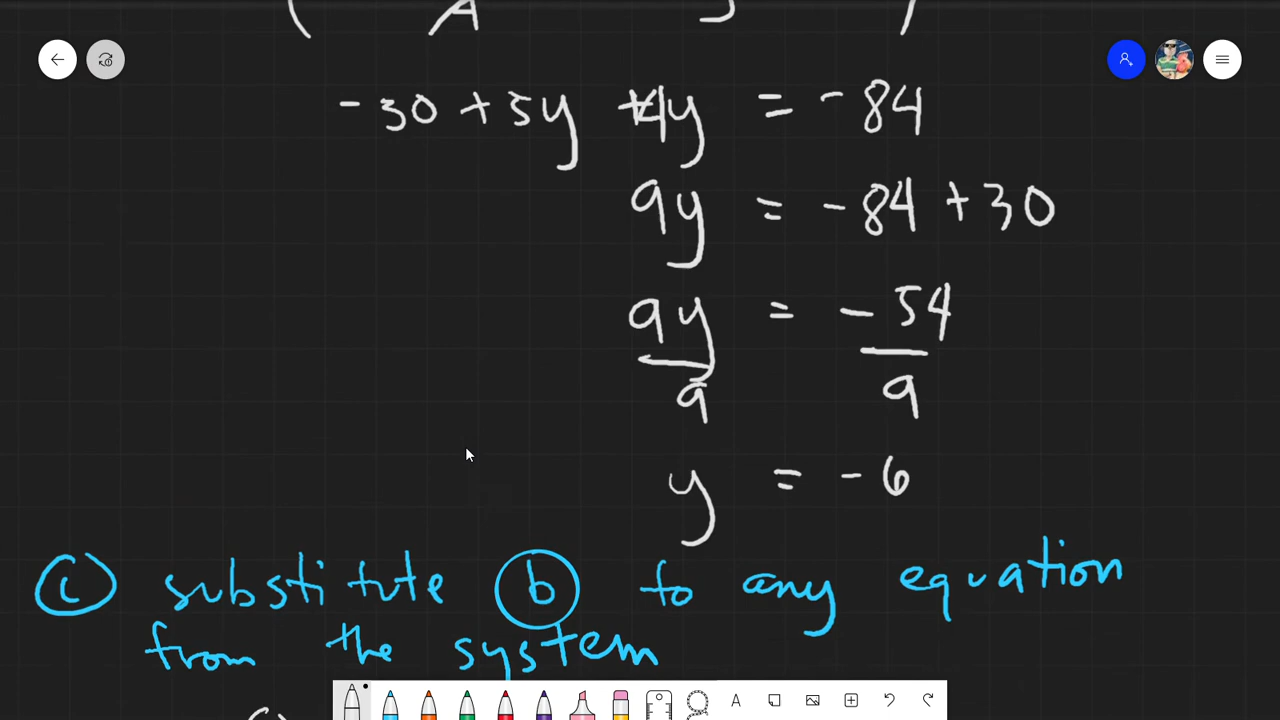 -30 + 5y + 4y = -84
9y = -84 + 30
9y = -54
9 9
y = -6
c substitute b to any equation
from the system